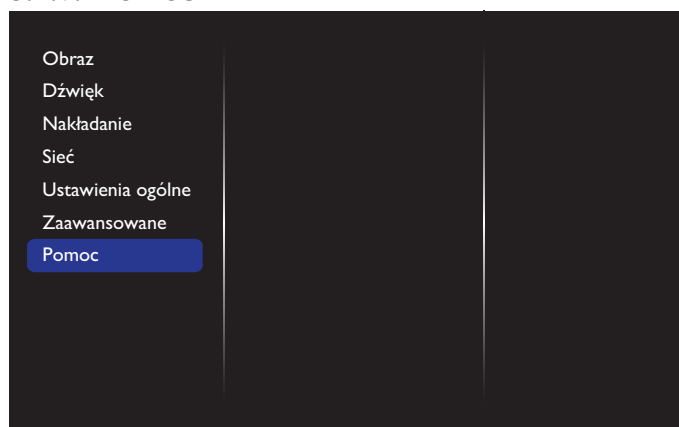 Obraz
Dźwięk
Nakładanie
Sieć
Ustawienia ogólne
Zaawansowane
Pomoc